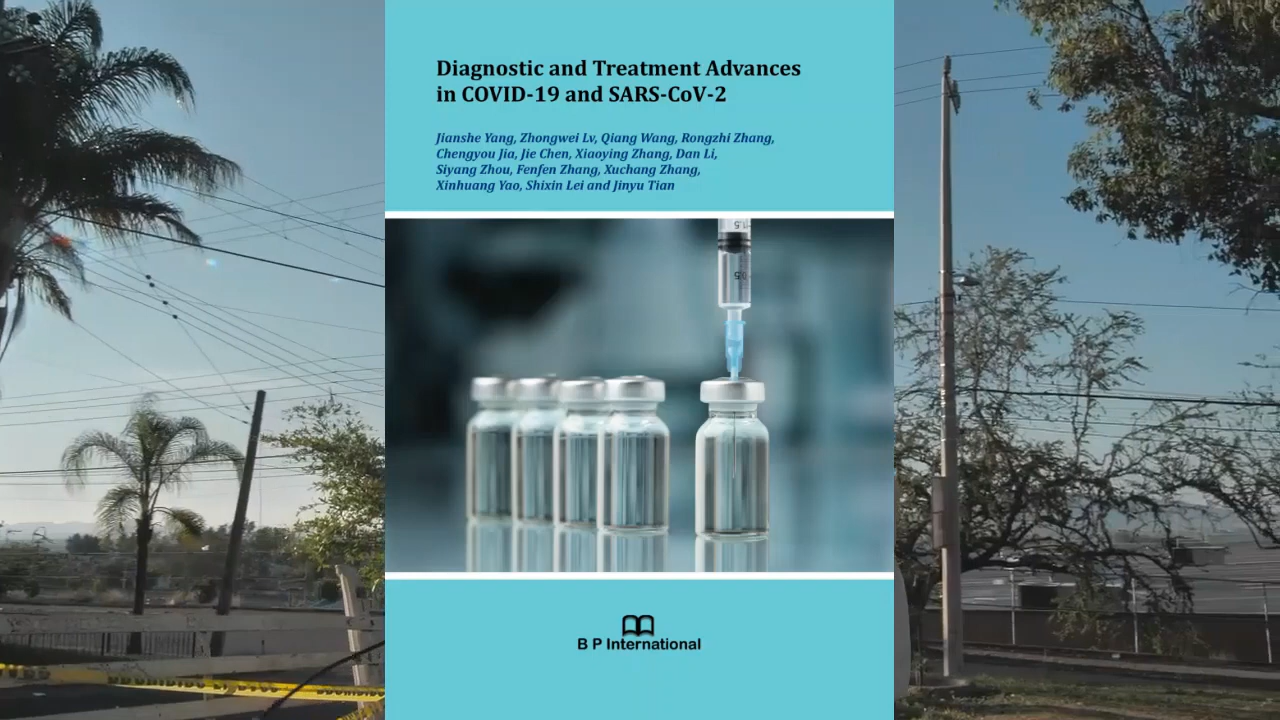 Diagnostic and Treatment Advances
in COVID-19 and SARS-CoV-2
Jianshe Yang, Zhongwei Lv, Qiang Wang, Rongzhi Zhang,
Chengyou Jia, Jie Chen, Xiaoying Zhang, Dan Li,
Siyang Zhou, Fenfen Zhang, Xuchang Zhang,
Xinhuang Yao, Shixin Lei and Jinyu Tian
B P International